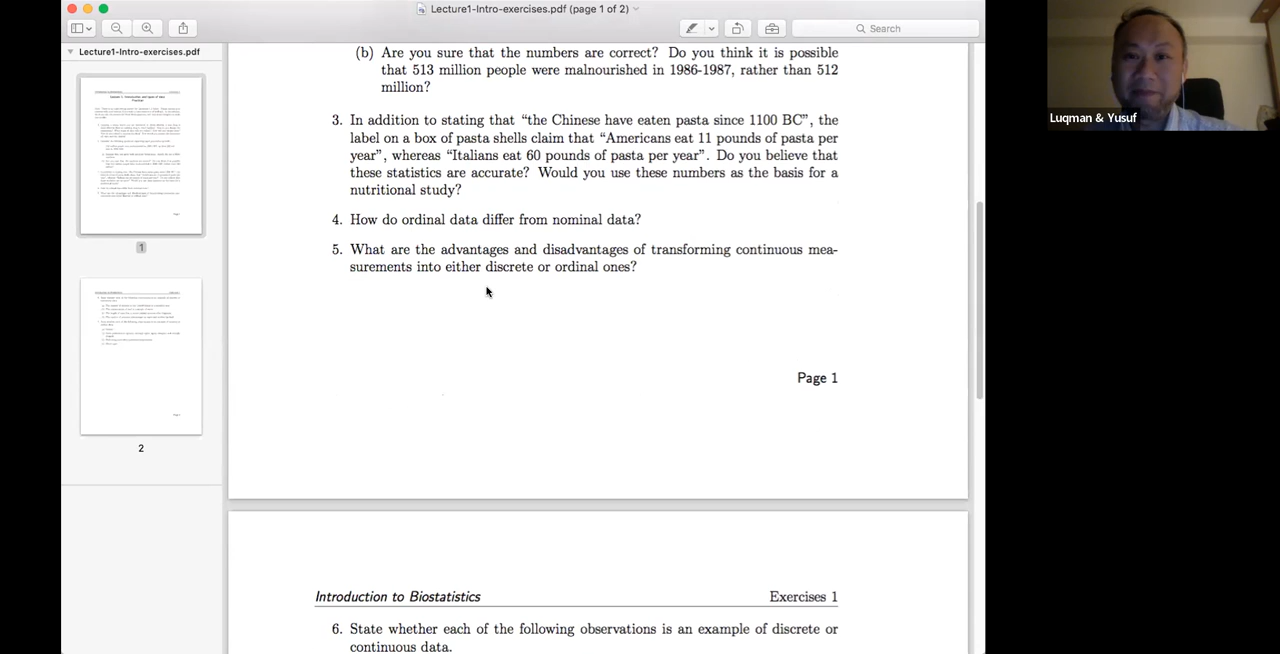 Lecture1-Intro-exercises.pdf (page 1 of 2)
Search
Lecture1-Intro-exercises.pdf
1
2
(b) Are you sure that the numbers are correct? Do you think it is possible
that 513 million people were malnourished in 1986-1987, rather than 512
million?
3. In addition to stating that “the Chinese have eaten pasta since 1100 BC”, the
label on a box of pasta shells claim that “Americans eat 11 pounds of pasta per
year”, whereas “Italians eat 60 pounds of pasta per year”. Do you believe that
these statistics are accurate? Would you use these numbers as the basis for a
nutritional study?
4. How do ordinal data differ from nominal data?
5. What are the advantages and disadvantages of transforming continuous mea-
surements into either discrete or ordinal ones?
Page 1
Introduction to Biostatistics Exercises 1
6. State whether each of the following observations is an example of discrete or
continuous data.
Luqman & Yusuf